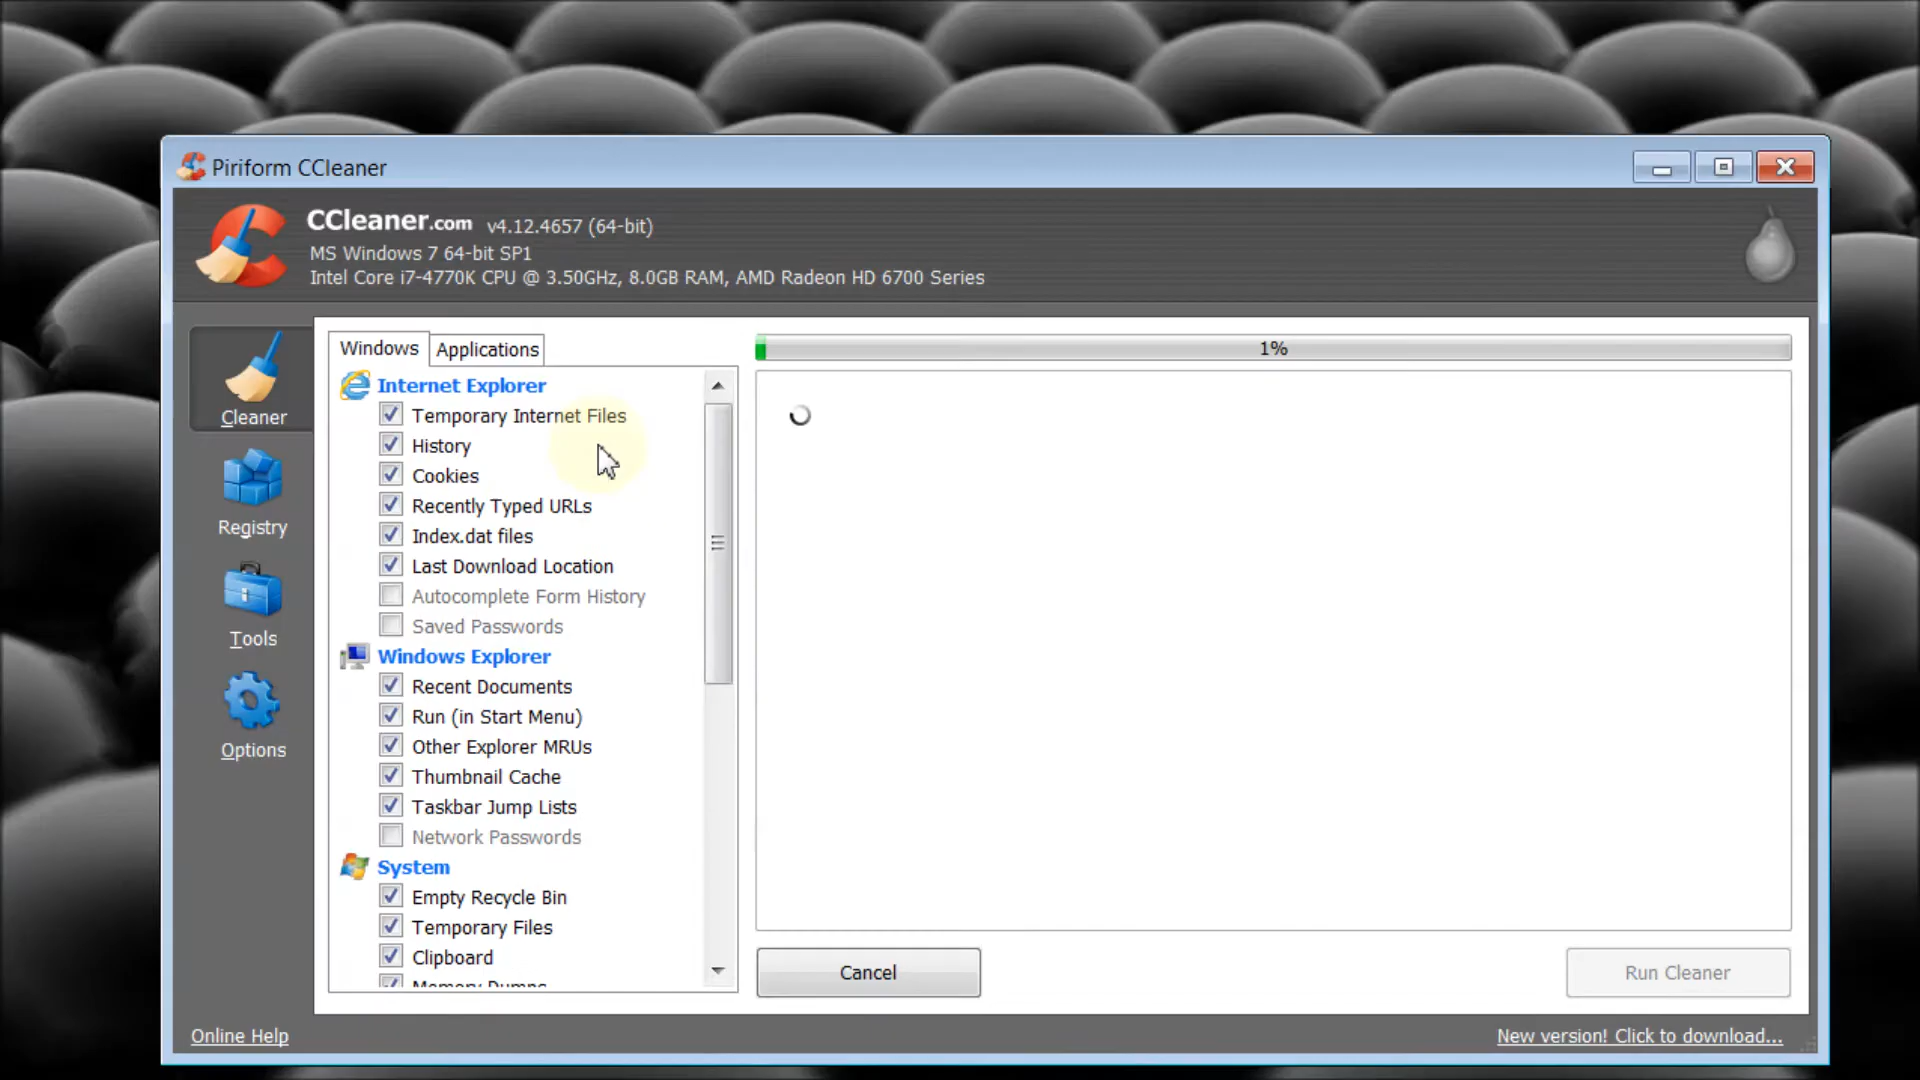 Piriform CCleaner
CCleaner.com v4.12.4657 (64-bit)
MS Windows 7 64-bit SP1
Intel Core i7-4770K CPU @ 3.50GHz, 8.0GB RAM, AMD Radeon HD 6700 Series
Cleaner
Registry
Tools
Options
Windows
Applications
Internet Explorer
Temporary Internet Files
History
Cookies
Recently Typed URLs
Index.dat files
Last Download Location
Autocomplete Form History
Saved Passwords
Windows Explorer
Recent Documents
Run (in Start Menu)
Other Explorer MRUs
Thumbnail Cache
Taskbar Jump Lists
Network Passwords
System
Empty Recycle Bin
Temporary Files
Clipboard
Memory Dumps
1%
Cancel
Run Cleaner
Online Help
New version! Click to download...